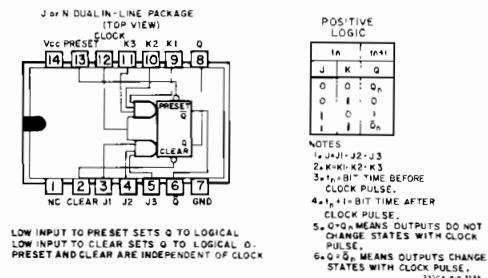 J or N DUAL IN-LINE PACKAGE
(TOP VIEW)
CLOCK
Vcc PRESET K3 K2 K1 Q
14 13 12 11 10 9 8
PRESET
Q
Q̄
CLEAR
1 2 3 4 5 6 7
NC CLEAR J1 J2 J3 Q̄ GND
LOW INPUT TO PRESET SETS Q TO LOGICAL
LOW INPUT TO CLEAR SETS Q TO LOGICAL 0.
PRESET AND CLEAR ARE INDEPENDENT OF CLOCK
POSITIVE
LOGIC
tn tn+1
J K Q
0 0 Qn
0 1 0
1 0 1
1 1 Q̄n
NOTES
1. J=J1· J2· J3
2. K=K1· K2· K3
3. tn=BIT TIME BEFORE
CLOCK PULSE.
4. tn+1=BIT TIME AFTER
CLOCK PULSE.
5. Q=Qn MEANS OUTPUTS DO NOT
CHANGE STATES WITH CLOCK
PULSE.
6. Q=Q̄n MEANS OUTPUTS CHANGE
STATES WITH CLOCK PULSE.